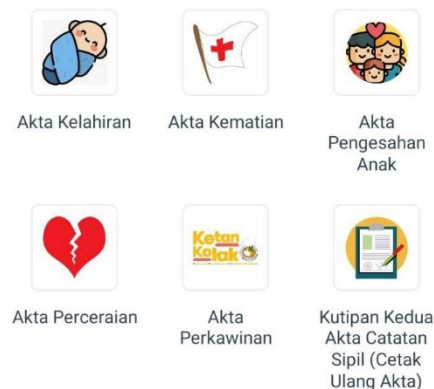 Akta Kelahiran
Akta Kematian
Akta
Pengesahan
Anak
Akta Perceraian
Ketan
Kolak
Akta
Perkawinan
Kutipan Kedua
Akta Catatan
Sipil (Cetak
Ulang Akta)